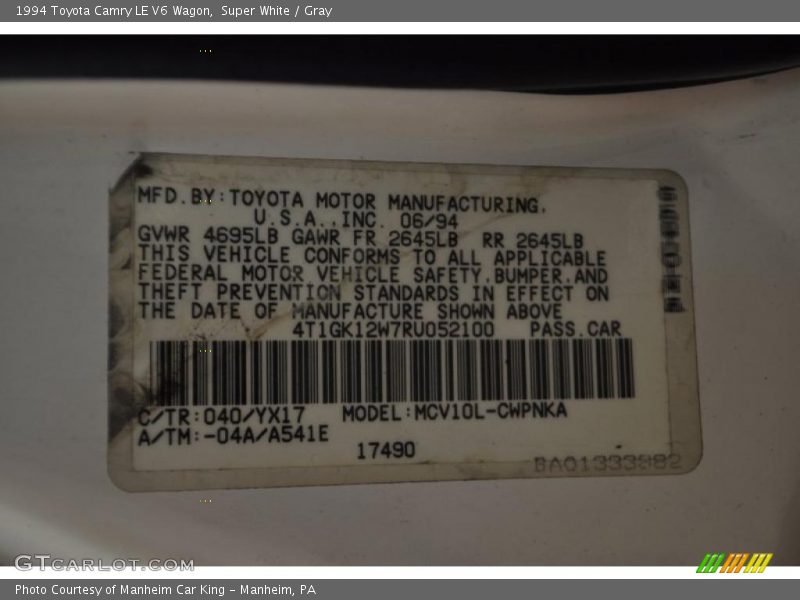 1994 Toyota Camry LE V6 Wagon, Super White / Gray
MFD.BY:TOYOTA MOTOR MANUFACTURING.
U.S.A.,INC. 06/94
GVWR 4695LB GAWR FR 2645LB RR 2645LB
THIS VEHICLE CONFORMS TO ALL APPLICABLE
FEDERAL MOTOR VEHICLE SAFETY,BUMPER,AND
THEFT PREVENTION STANDARDS IN EFFECT ON
THE DATE OF MANUFACTURE SHOWN ABOVE
4T1GK12W7RU052100 PASS.CAR
C/TR:040/YX17 MODEL:MCV10L-CWPNKA
A/TM:-04A/A541E
17490
BA01333882
GTCARLOT.COM
Photo Courtesy of Manheim Car King - Manheim, PA